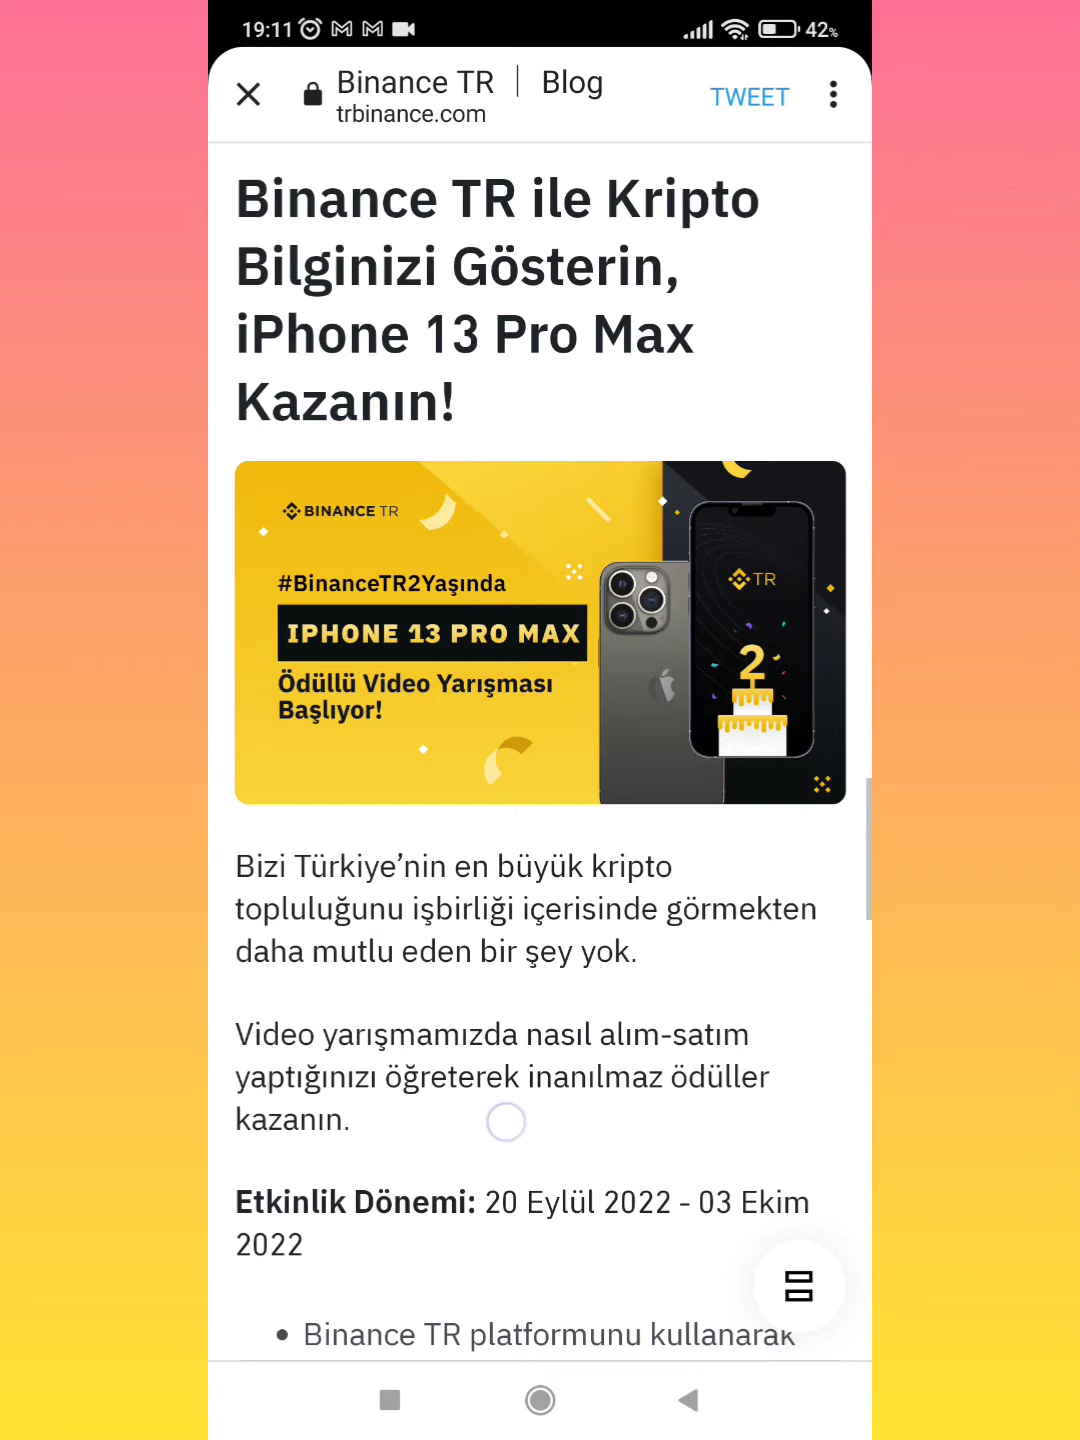 19:11
42%
Binance TR | Blog
trbinance.com
TWEET
Binance TR ile Kripto
Bilginizi Gösterin,
iPhone 13 Pro Max
Kazanın!
BINANCE TR
#BinanceTR2Yaşında
IPHONE 13 PRO MAX
Ödüllü Video Yarışması
Başlıyor!
TR
2
Bizi Türkiye’nin en büyük kripto
topluluğunu işbirliği içerisinde görmekten
daha mutlu eden bir şey yok.
Video yarışmamızda nasıl alım-satım
yaptığınızı öğreterek inanılmaz ödüller
kazanın.
Etkinlik Dönemi: 20 Eylül 2022 - 03 Ekim
2022
• Binance TR platformunu kullanarak